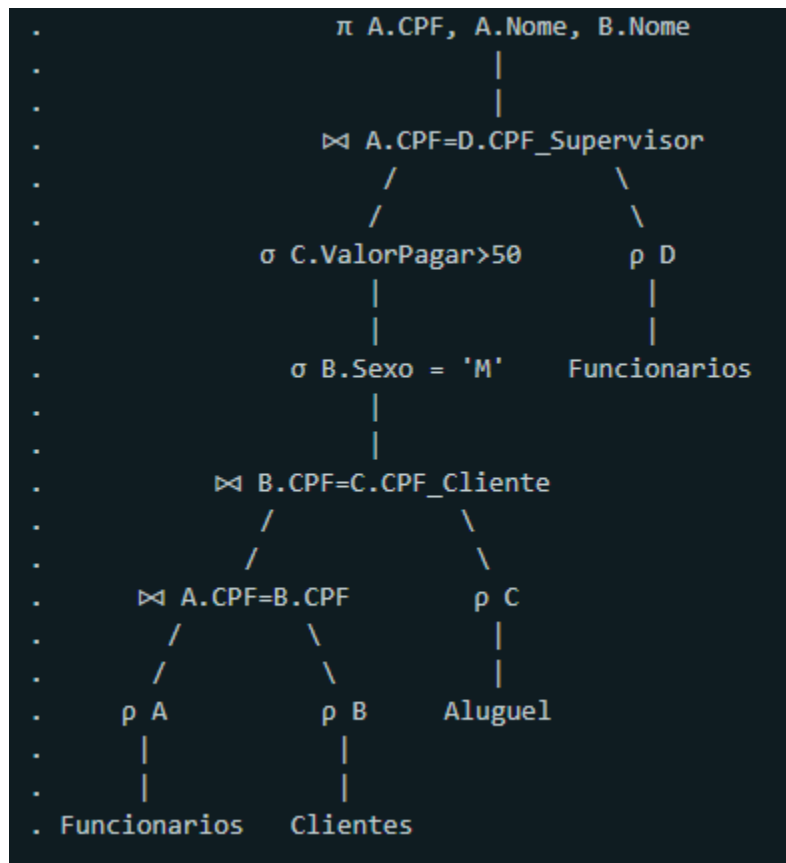 .                   π A.CPF, A.Nome, B.Nome
.                             |
.                             |
.                  ⋈ A.CPF=D.CPF_Supervisor
.                      /              \
.                     /                \
.              σ C.ValorPagar>50       ρ D
.                     |                 |
.                     |                 |
.                σ B.Sexo = 'M'    Funcionarios
.                     |
.                     |
.           ⋈ B.CPF=C.CPF_Cliente
.              /            \
.             /              \
.      ⋈ A.CPF=B.CPF        ρ C
.        /        \           |
.       /          \          |
.     ρ A          ρ B     Aluguel
.      |            |
.      |            |
. Funcionarios   Clientes